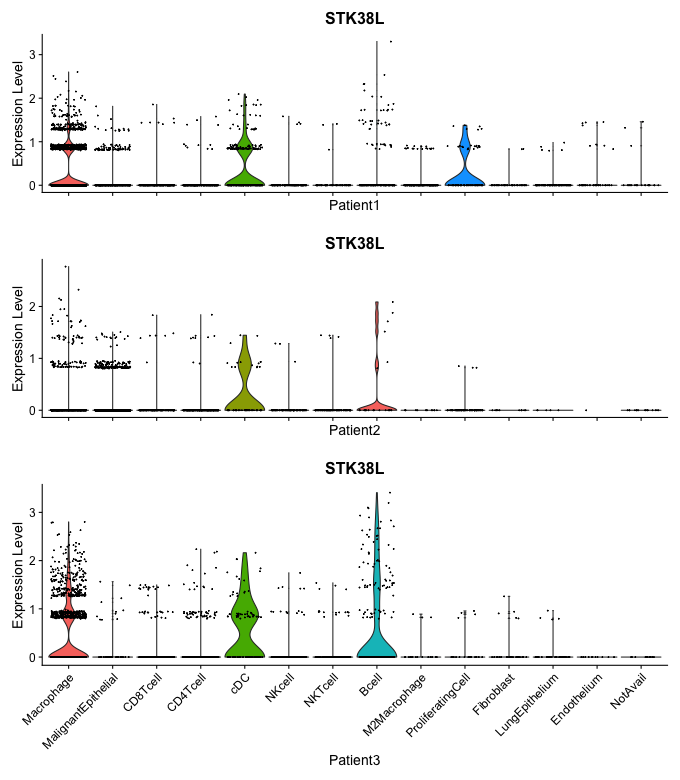 STK38L
Expression Level
3
2
1
0
Patient1
STK38L
Expression Level
2
1
0
Patient2
STK38L
Expression Level
3
2
1
0
Macrophage
MalignantEpithelial
CD8Tcell
CD4Tcell
cDC
NKcell
NKTcell
Bcell
M2Macrophage
ProliferatingCell
Fibroblast
LungEpithelium
Endothelium
NotAvail
Patient3